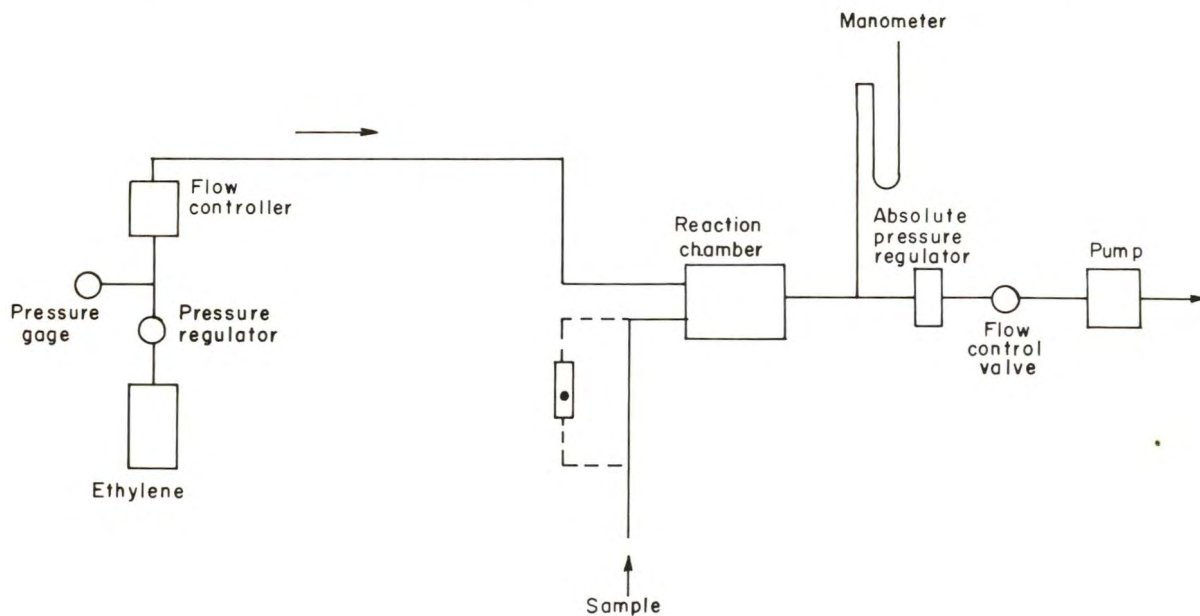 Manometer
Flow
controller
Reaction
chamber
Absolute
pressure
regulator
Pump
Pressure
gage
Pressure
regulator
Flow
control
valve
Ethylene
Sample